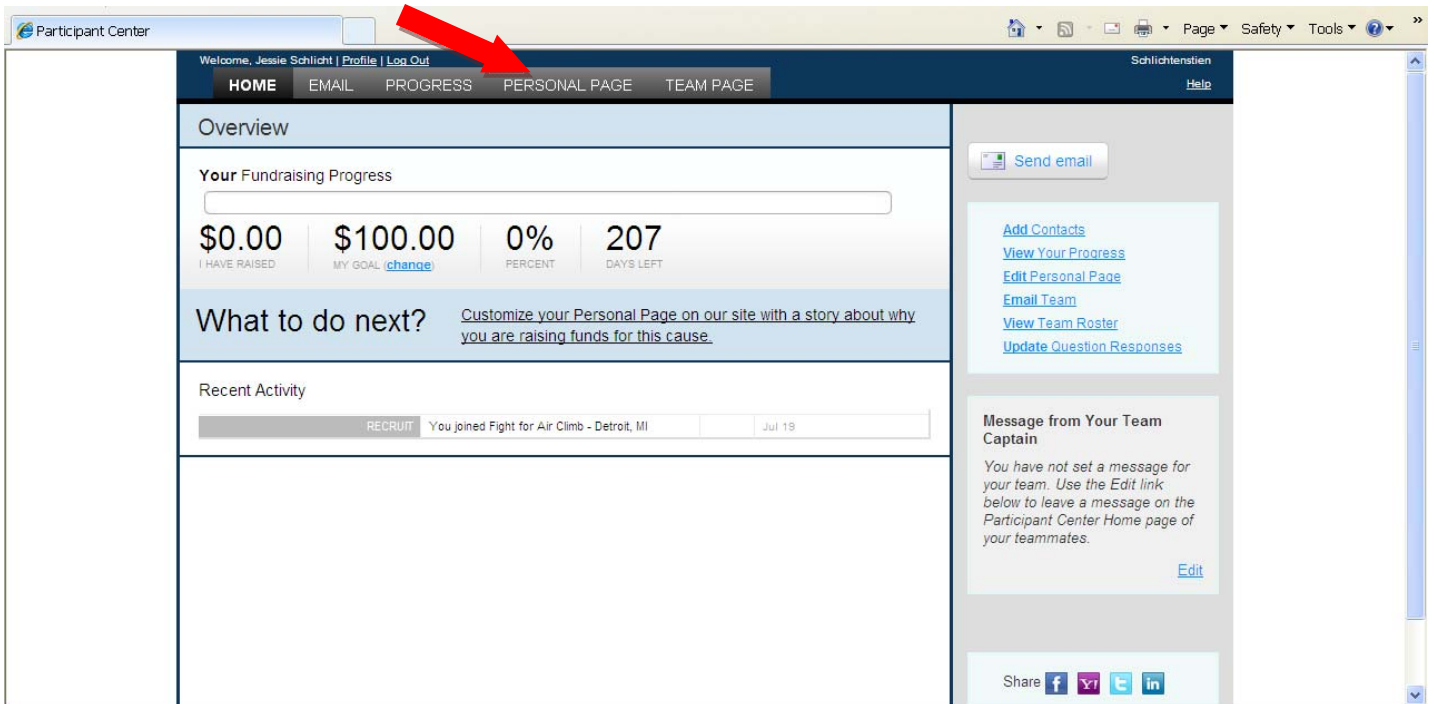 Participant Center
Page Safety Tools
Welcome, Jessie Schlicht | Profile | Log Out
Schlichtenstien
HOME EMAIL PROGRESS PERSONAL PAGE TEAM PAGE
Help
Overview
Send email
Your Fundraising Progress
$0.00 $100.00 0% 207
I HAVE RAISED MY GOAL (change) PERCENT DAYS LEFT
What to do next?
Customize your Personal Page on our site with a story about why
you are raising funds for this cause.
Recent Activity
RECRUIT You joined Fight for Air Climb - Detroit, MI Jul 19
Add Contacts
View Your Progress
Edit Personal Page
Email Team
View Team Roster
Update Question Responses
Message from Your Team
Captain
You have not set a message for
your team. Use the Edit link
below to leave a message on the
Participant Center Home page of
your teammates.
Edit
Share